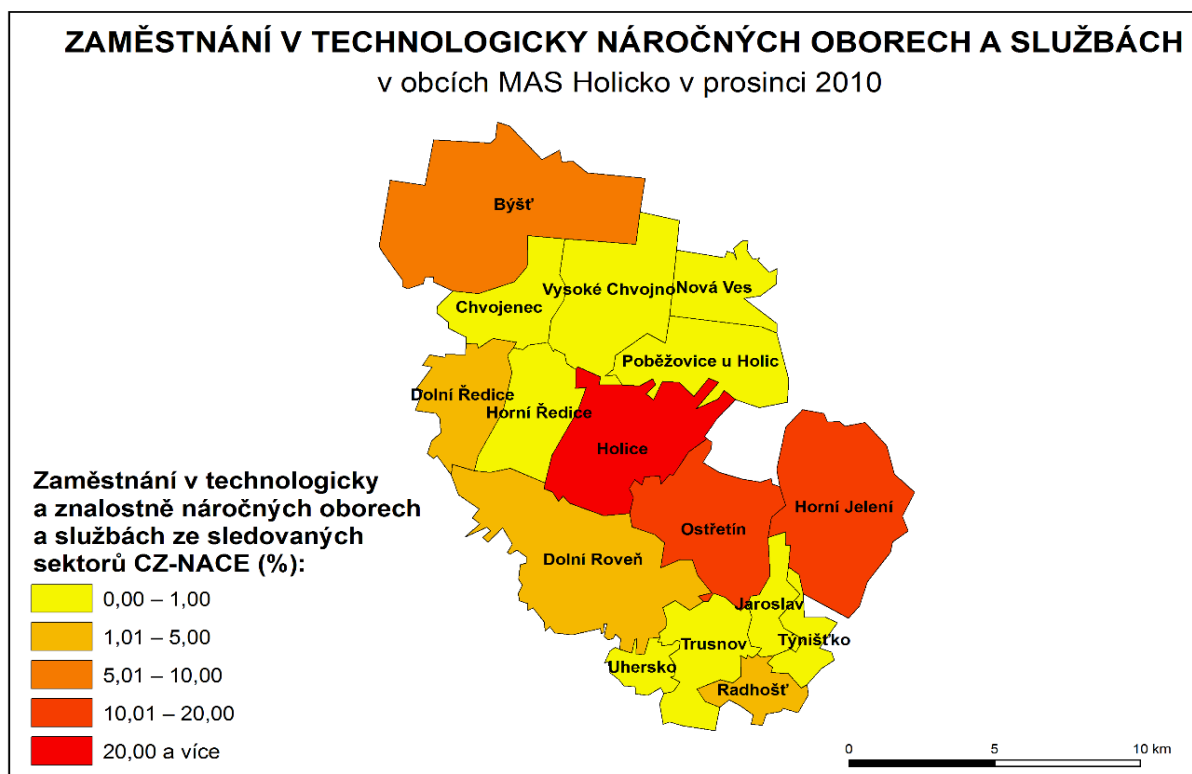 ZAMĚSTNÁNÍ V TECHNOLOGICKY NÁROČNÝCH OBORECH A SLUŽBÁCH
v obcích MAS Holicko v prosinci 2010
Býšť
Vysoké Chvojno
Nová Ves
Chvojenec
Poběžovice u Holic
Dolní Ředice
Horní Ředice
Holice
Horní Jelení
Ostřetín
Dolní Roveň
Jaroslav
Týnišťko
Trusnov
Uhersko
Radhošť
Zaměstnání v technologicky
a znalostně náročných oborech
a službách ze sledovaných
sektorů CZ-NACE (%):
0,00 – 1,00
1,01 – 5,00
5,01 – 10,00
10,01 – 20,00
20,00 a více
0 5 10 km